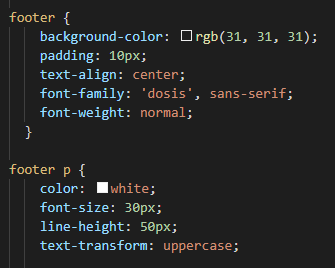 footer {
background-color: rgb(31, 31, 31);
padding: 10px;
text-align: center;
font-family: 'dosis', sans-serif;
font-weight: normal;
}
footer p {
color: white;
font-size: 30px;
line-height: 50px;
text-transform: uppercase;